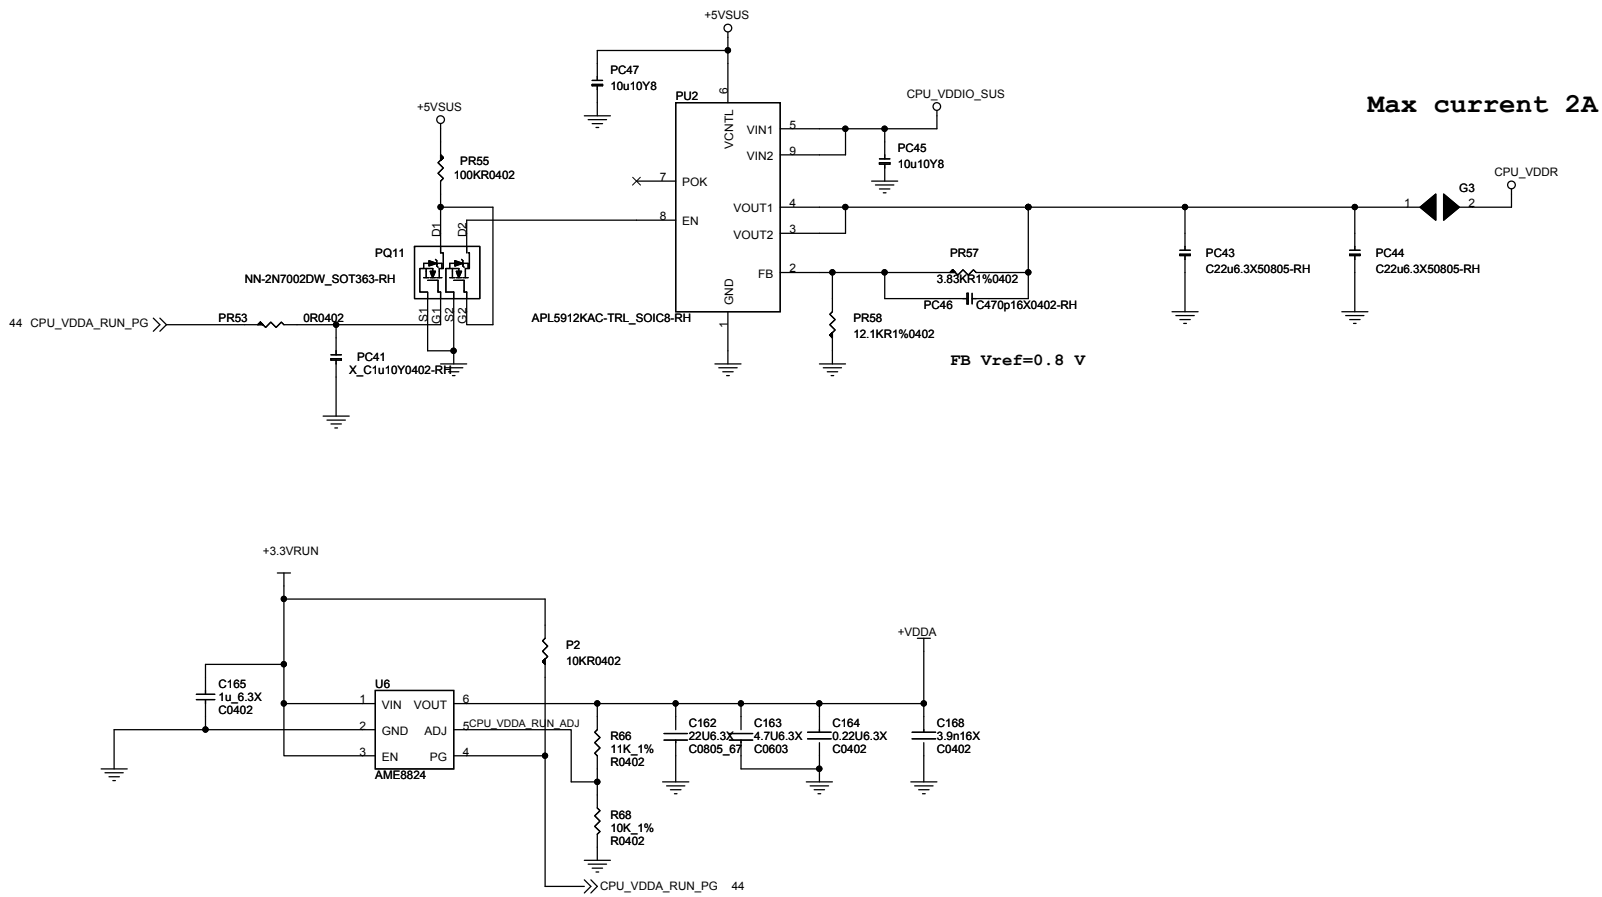 +5VSUS
PC47
10u10Y8
PU2
6
VCNTL
CPU_VDDIO_SUS
Max current 2A
+5VSUS
VIN1
5
VIN2
9
PC45
10u10Y8
PR55
100KR0402
7
POK
CPU_VDDR
G3
1
2
VOUT1
4
8
EN
VOUT2
3
D1
D2
PQ11
NN-2N7002DW_SOT363-RH
FB
2
PR57
3.83KR1%0402
PC43
C22u6.3X50805-RH
PC44
C22u6.3X50805-RH
GND
1
PC46
C470p16X0402-RH
S1
G1
S2
G2
APL5912KAC-TRL_SOIC8-RH
PR58
12.1KR1%0402
44 CPU_VDDA_RUN_PG
PR53
0R0402
PC41
X_C1u10Y0402-RH
FB Vref=0.8 V
+3.3VRUN
+VDDA
P2
10KR0402
C165
1u_6.3X
C0402
U6
1
VIN
VOUT
6
2
GND
ADJ
5
CPU_VDDA_RUN_ADJ
3
EN
PG
4
AME8824
R66
11K_1%
R0402
C162
22U6.3X
C0805_67
C163
4.7U6.3X
C0603
C164
0.22U6.3X
C0402
C168
3.9n16X
C0402
R68
10K_1%
R0402
CPU_VDDA_RUN_PG 44